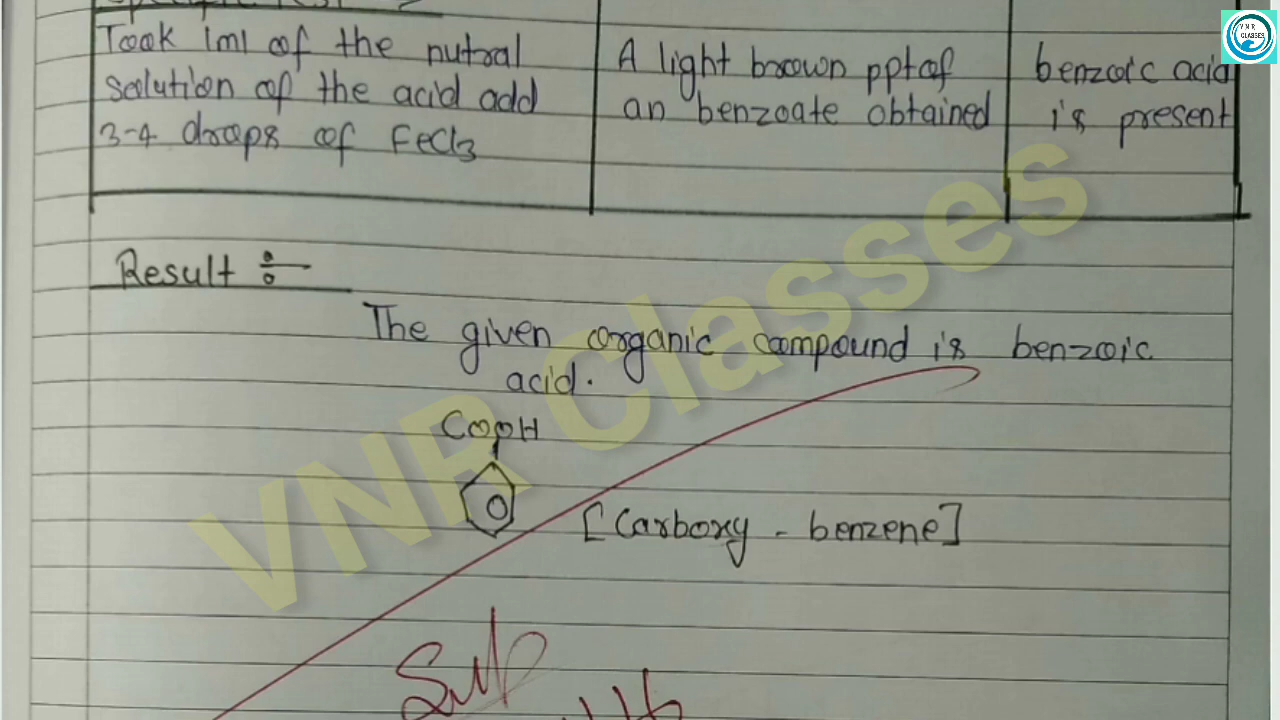 Took 1ml of the nutral
solution of the acid add
3-4 drops of FeCl3
A light brown ppt of
an benzoate obtained
benzoic acid
is present
Result ÷
The given organic compound is benzoic
acid.
COOH
[Carboxy - benzene]
VNR Classes
VNR
CLASSES